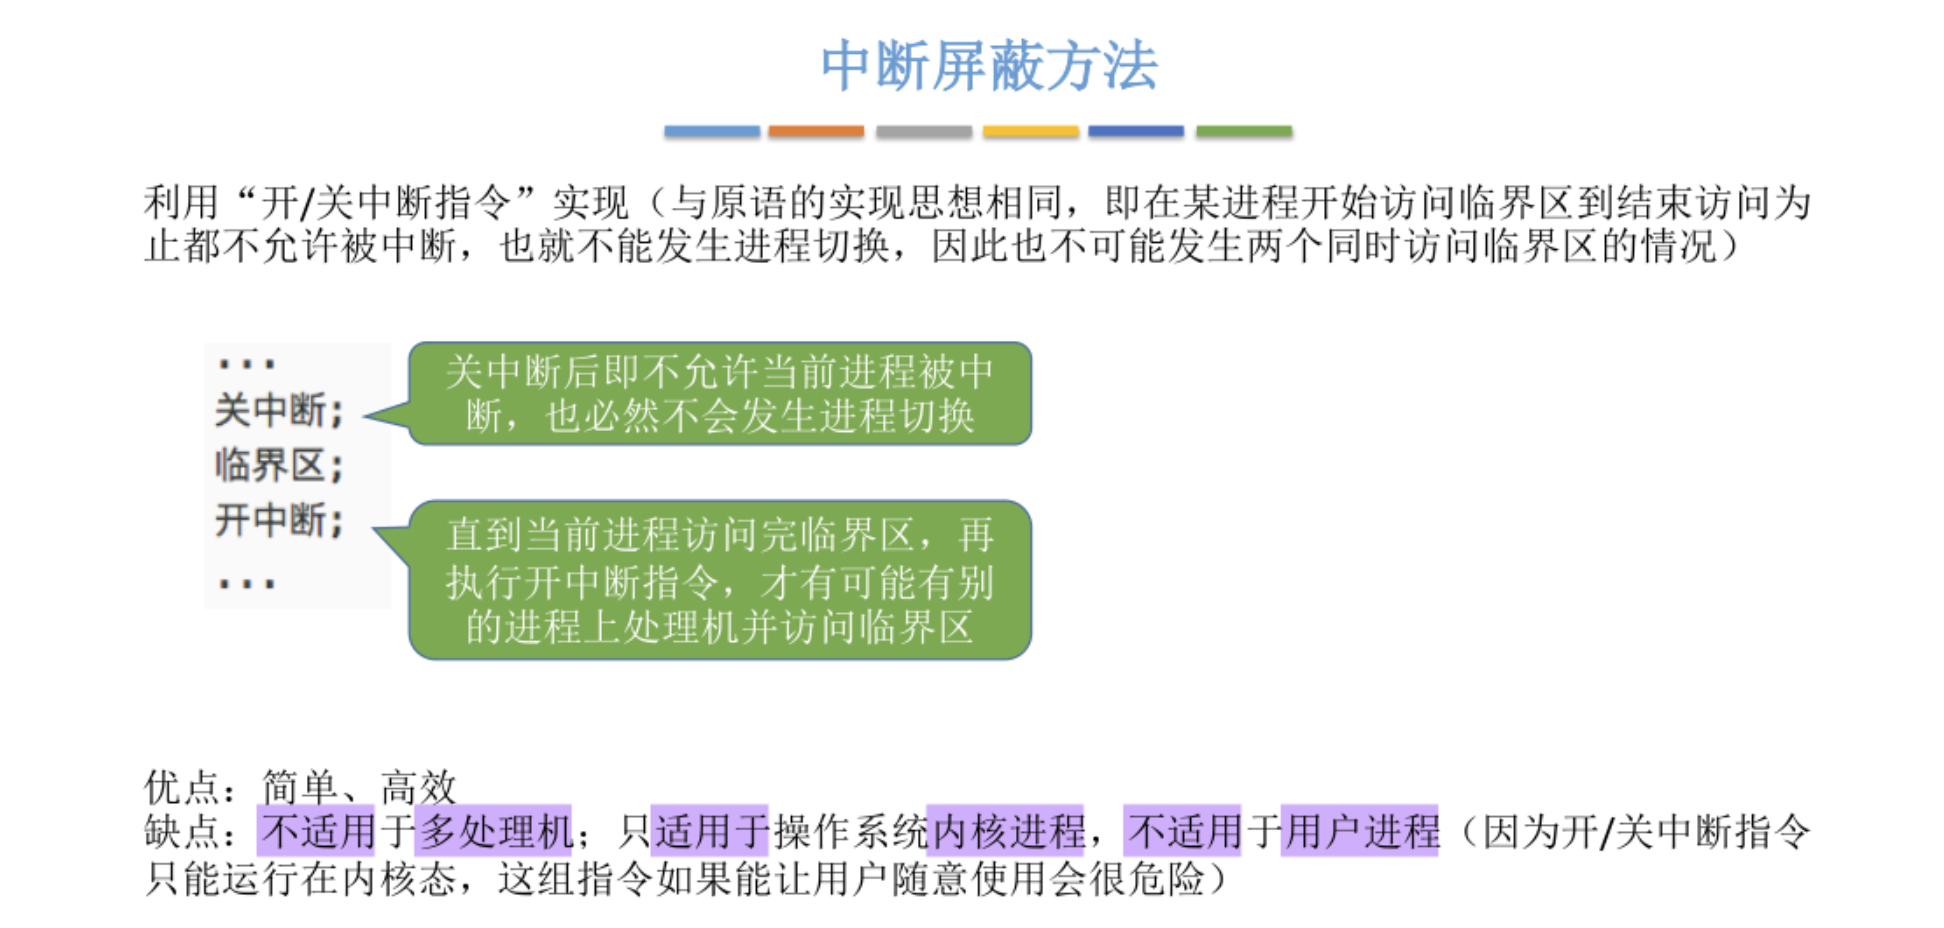 中断屏蔽方法
利用“开/关中断指令”实现（与原语的实现思想相同，即在某进程开始访问临界区到结束访问为
止都不允许被中断，也就不能发生进程切换，因此也不可能发生两个同时访问临界区的情况）
...
关中断;
临界区;
开中断;
...
关中断后即不允许当前进程被中
断，也必然不会发生进程切换
直到当前进程访问完临界区，再
执行开中断指令，才有可能有别
的进程上处理机并访问临界区
优点：简单、高效
缺点：不适用于多处理机；只适用于操作系统内核进程，不适用于用户进程（因为开/关中断指令
只能运行在内核态，这组指令如果能让用户随意使用会很危险）